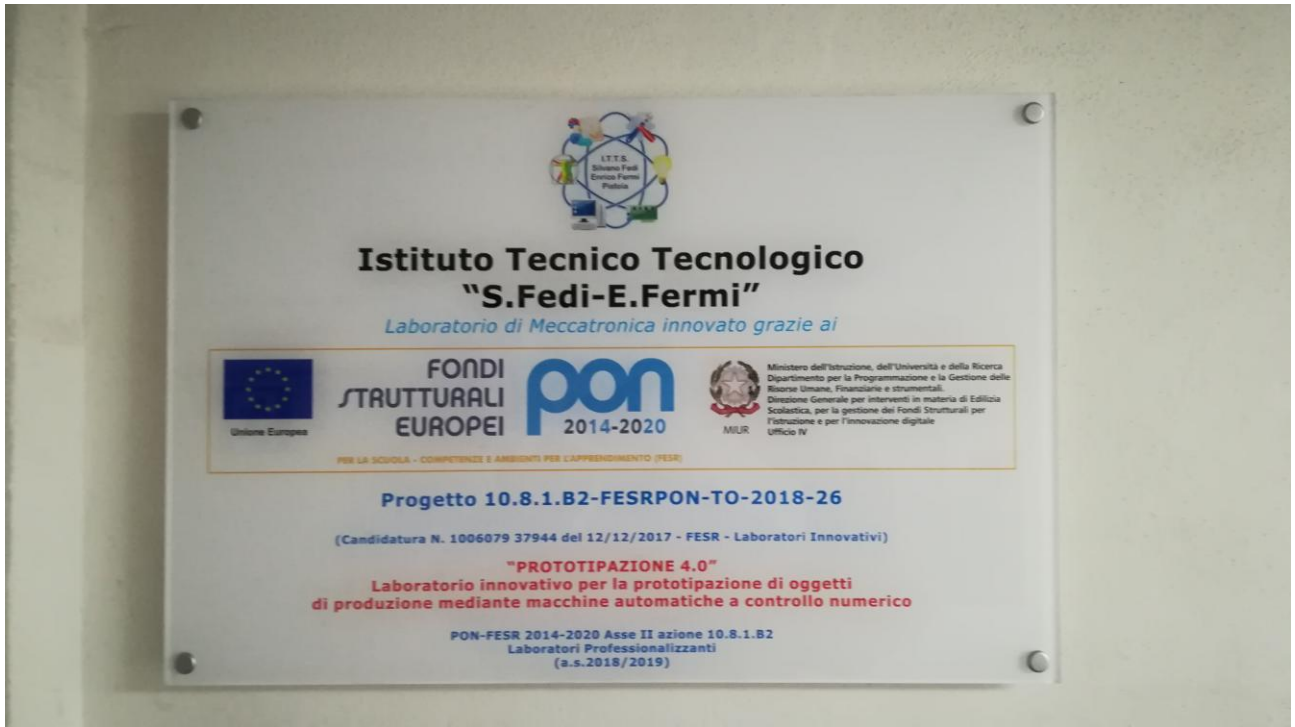 I.T.T.S.
Silvano Fedi
Enrico Fermi
Pistoia
Istituto Tecnico Tecnologico
“S.Fedi-E.Fermi”
Laboratorio di Meccatronica innovato grazie ai
Unione Europea
FONDI
STRUTTURALI
EUROPEI
pon
2014-2020
MIUR
Ministero dell'Istruzione, dell'Università e della Ricerca
Dipartimento per la Programmazione e la Gestione delle
Risorse Umane, Finanziarie e strumentali.
Direzione Generale per interventi in materia di Edilizia
Scolastica, per la gestione dei Fondi Strutturali per
l'istruzione e per l'innovazione digitale
Ufficio IV
PER LA SCUOLA - COMPETENZE E AMBIENTI PER L'APPRENDIMENTO (FESR)
Progetto 10.8.1.B2-FESRPON-TO-2018-26
(Candidatura N. 1006079 37944 del 12/12/2017 - FESR - Laboratori Innovativi)
“PROTOTIPAZIONE 4.0”
Laboratorio innovativo per la prototipazione di oggetti
di produzione mediante macchine automatiche a controllo numerico
PON-FESR 2014-2020 Asse II azione 10.8.1.B2
Laboratori Professionalizzanti
(a.s.2018/2019)